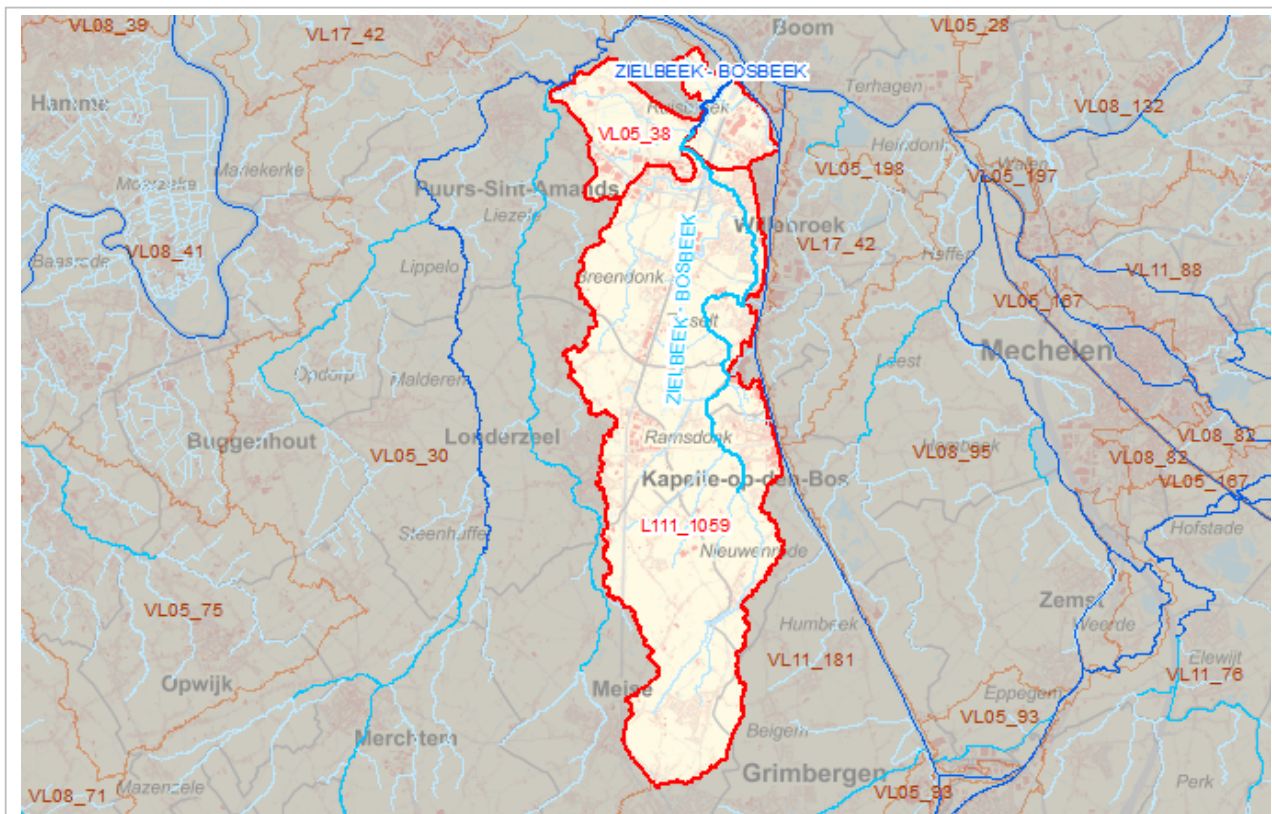 VL08_39
VL17_42
Boom
VL05_28
ZIELBEEK - BOSBEEK
Terhagen
Hamme
Ruisbroek
VL08_132
VL05_38
Heindonk
Walem
Mariekerke
VL05_198
VL05_197
Moerzeke
Puurs-Sint-Amands
Liezele
Willebroek
VL17_42
VL08_41
Baasrode
Lippelo
Breendonk
Heffen
VL11_88
ZIELBEEK - BOSBEEK
VL05_167
Mechelen
Leest
Opdorp
Malderen
Buggenhout
Londerzeel
Ramsdonk
VL05_30
Hombeek
VL08_95
VL08_82
VL08_82
VL05_167
Kapelle-op-den-Bos
Steenhuffel
L111_1059
Nieuwenrode
Hofstade
VL05_75
Zemst
Weerde
Humbeek
VL11_181
Elewijt
VL11_76
Opwijk
Meise
Eppegem
VL05_93
Merchtem
Beigem
Grimbergen
Mazenzele
VL08_71
VL05_93
Perk